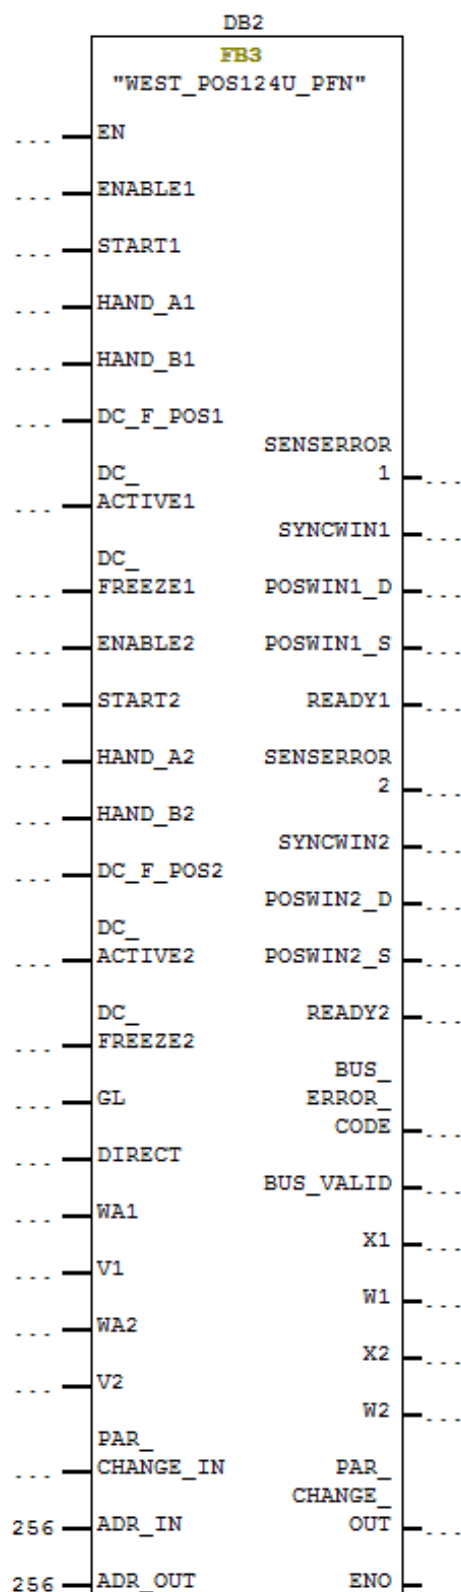 DB2
FB3
"WEST_POS124U_PFN"
... EN
... ENABLE1
... START1
... HAND_A1
... HAND_B1
... DC_F_POS1
SENSERROR
DC_ 1 ...
... ACTIVE1
SYNCWIN1 ...
DC_
... FREEZE1 POSWIN1_D ...
... ENABLE2 POSWIN1_S ...
... START2 READY1 ...
... HAND_A2 SENSERROR
2 ...
... HAND_B2
SYNCWIN2 ...
... DC_F_POS2
POSWIN2_D ...
DC_
... ACTIVE2 POSWIN2_S ...
DC_ READY2 ...
... FREEZE2
BUS_
... GL ERROR_
CODE ...
... DIRECT
BUS_VALID ...
... WA1
X1 ...
... V1
W1 ...
... WA2
X2 ...
... V2
W2 ...
PAR_
... CHANGE_IN PAR_
CHANGE_
256 ADR_IN OUT ...
256 ADR_OUT ENO